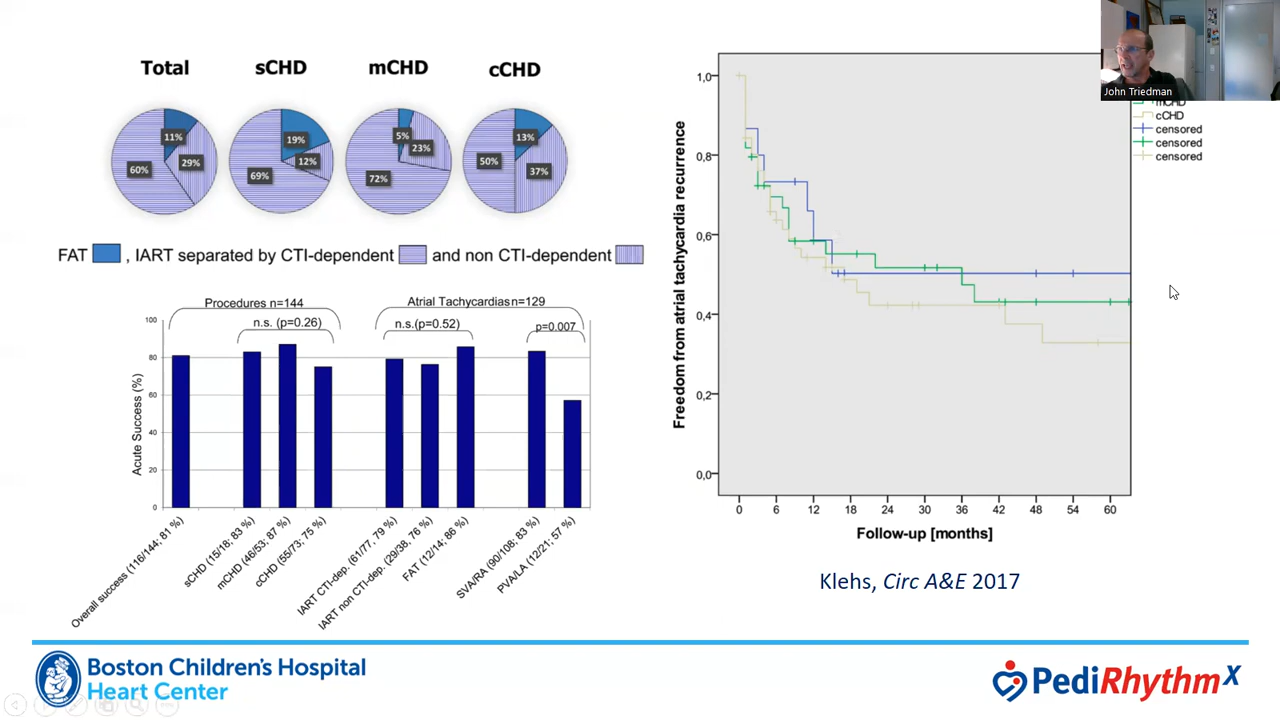 Total sCHD mCHD cCHD
11%
29%
60%
19%
12%
69%
5%
23%
72%
13%
37%
50%
FAT , IART separated by CTI-dependent and non CTI-dependent
Procedures n=144
Atrial Tachycardias n=129
n.s. (p=0.26)
n.s.(p=0.52)
p=0.007
Acute Success (%)
100
80
60
40
20
0
Overall success (116/144; 81 %)
sCHD (15/18; 83 %)
mCHD (46/53; 87 %)
cCHD (55/73; 75 %)
IART CTI-dep. (61/77, 79 %)
IART non CTI-dep. (29/38, 76 %)
FAT (12/14; 86 %)
SVA/RA (90/108; 83 %)
PVA/LA (12/21; 57 %)
John Triedman
mCHD
cCHD
censored
censored
censored
Freedom from atrial tachycardia recurrence
1,0
0,8
0,6
0,4
0,2
0,0
0 6 12 18 24 30 36 42 48 54 60
Follow-up [months]
Klehs, Circ A&E 2017
Boston Children's Hospital
Heart Center
PediRhythm X